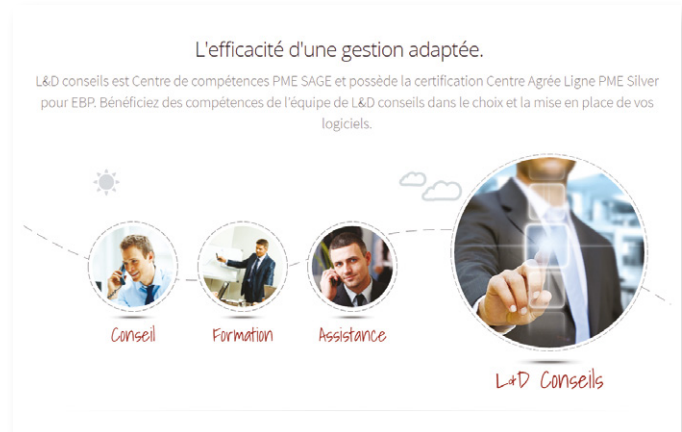 L'efficacité d'une gestion adaptée.
L&D conseils est Centre de compétences PME SAGE et possède la certification Centre Agrée Ligne PME Silver
pour EBP. Bénéficiez des compétences de l'équipe de L&D conseils dans le choix et la mise en place de vos
logiciels.
Conseil
Formation
Assistance
L&D Conseils